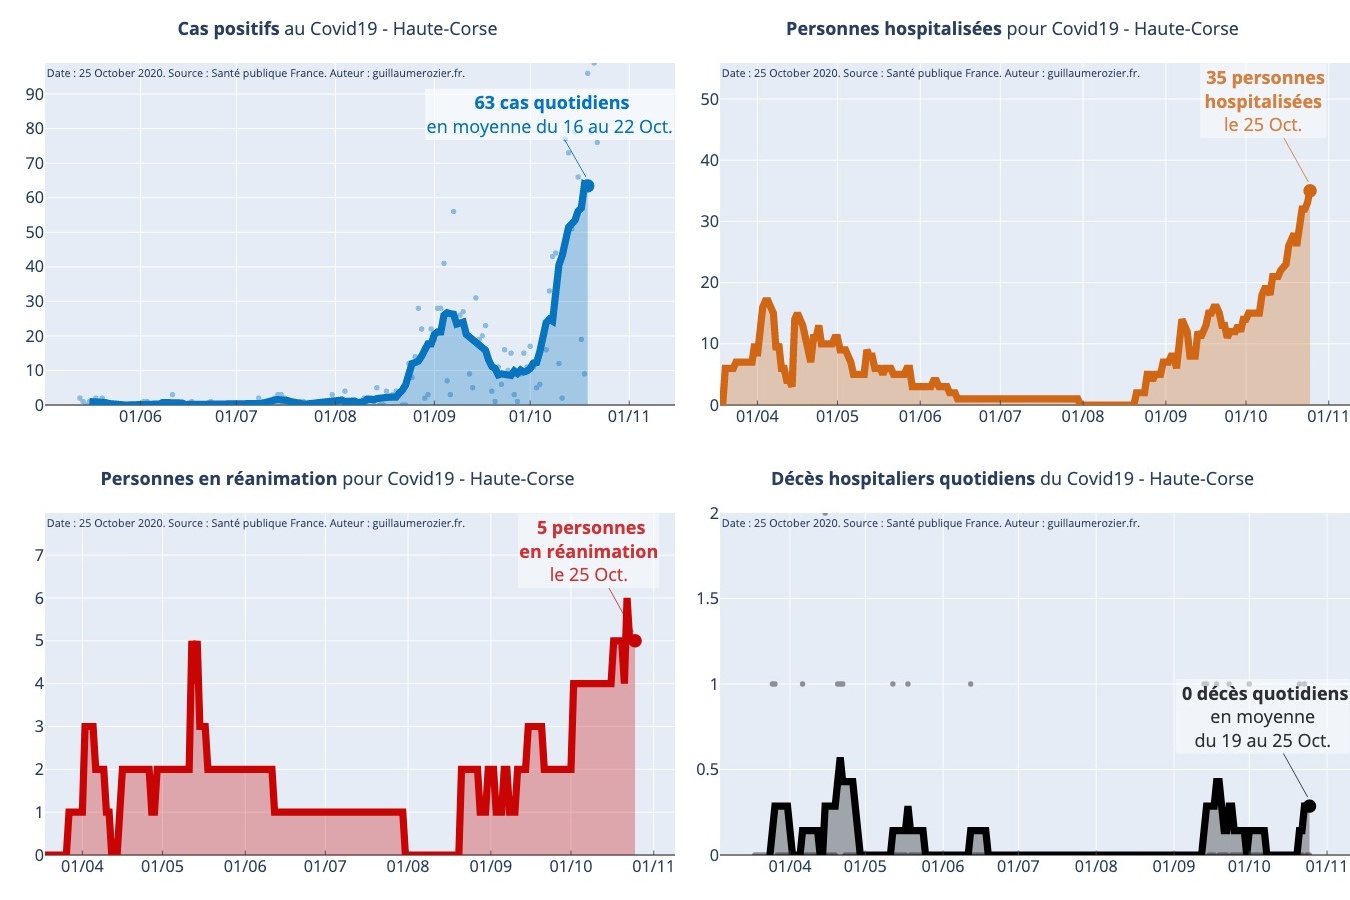 Cas positifs au Covid19 - Haute-Corse
Date : 25 October 2020. Source : Santé publique France. Auteur : guillaumerozier.fr.
63 cas quotidiens
en moyenne du 16 au 22 Oct.
90
80
70
60
50
40
30
20
10
0
01/06 01/07 01/08 01/09 01/10 01/11
Personnes hospitalisées pour Covid19 - Haute-Corse
Date : 25 October 2020. Source : Santé publique France. Auteur : guillaumerozier.fr.
35 personnes
hospitalisées
le 25 Oct.
50
40
30
20
10
0
01/04 01/05 01/06 01/07 01/08 01/09 01/10 01/11
Personnes en réanimation pour Covid19 - Haute-Corse
Date : 25 October 2020. Source : Santé publique France. Auteur : guillaumerozier.fr.
5 personnes
en réanimation
le 25 Oct.
7
6
5
4
3
2
1
0
01/04 01/05 01/06 01/07 01/08 01/09 01/10 01/11
Décès hospitaliers quotidiens du Covid19 - Haute-Corse
2
Date : 25 October 2020. Source : Santé publique France. Auteur : guillaumerozier.fr.
1.5
1
0 décès quotidiens
en moyenne
du 19 au 25 Oct.
0.5
0
01/04 01/05 01/06 01/07 01/08 01/09 01/10 01/11